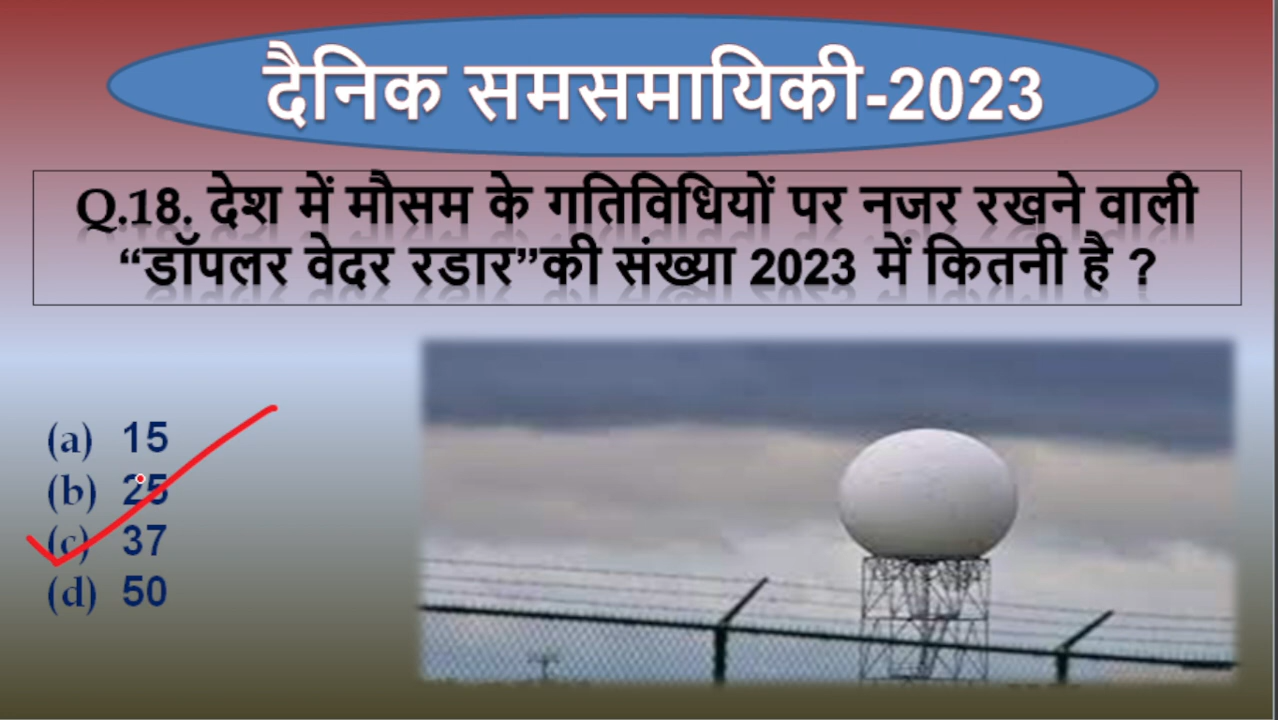 दैनिक समसमायिकी-2023
Q.18. देश में मौसम के गतिविधियों पर नजर रखने वाली
“डॉपलर वेदर रडार”की संख्या 2023 में कितनी है ?
(a) 15
(b) 25
(c) 37
(d) 50